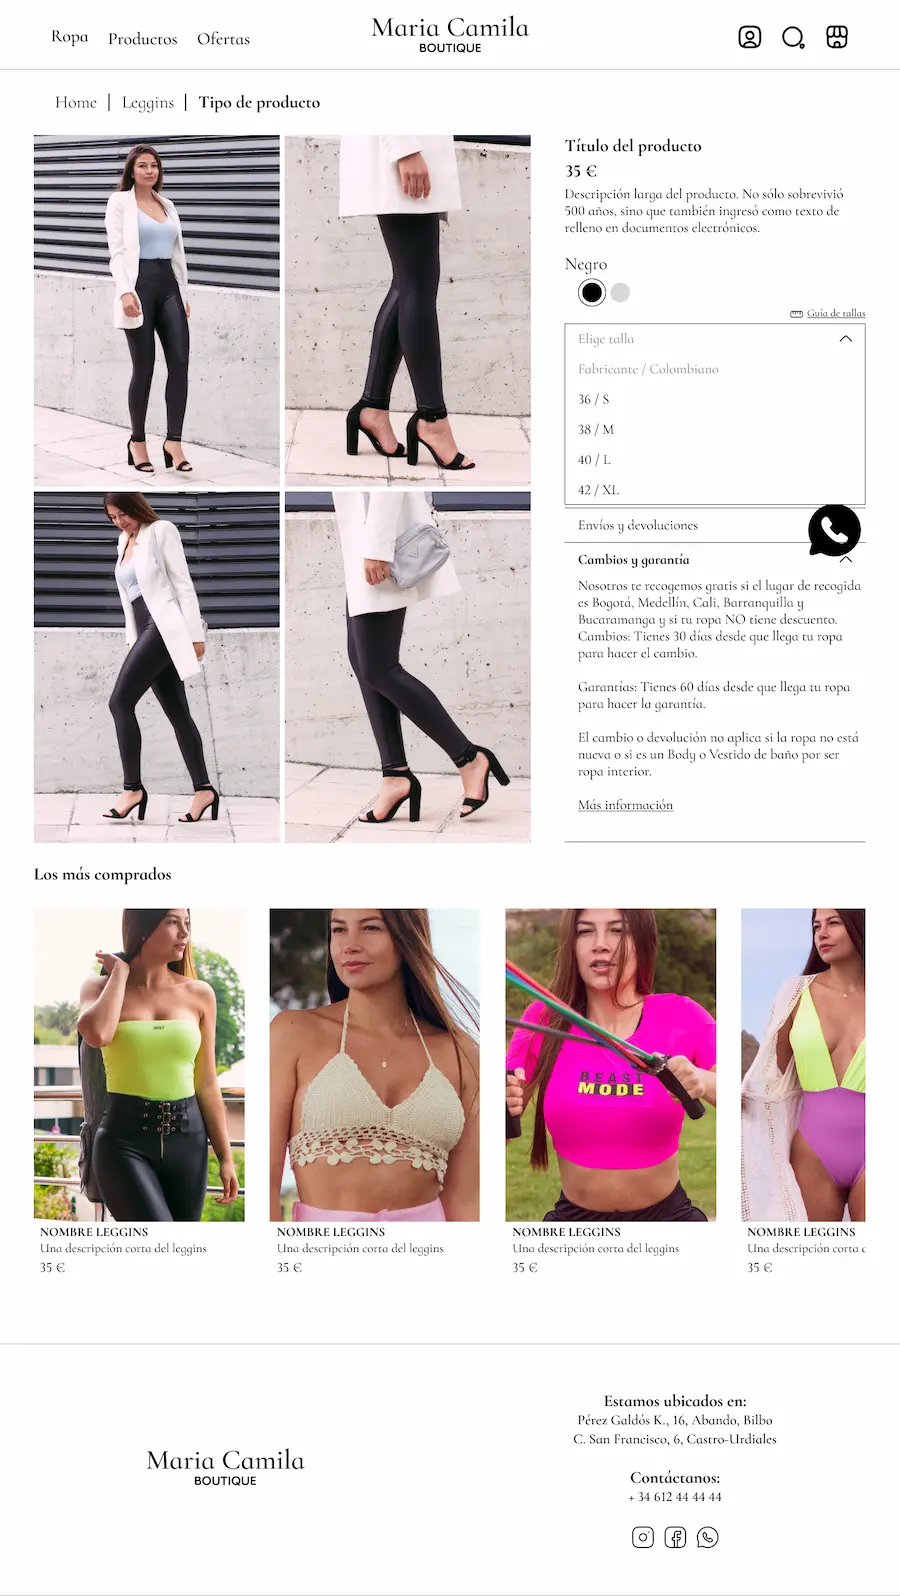 Ropa
Productos
Ofertas
Maria Camila
BOUTIQUE
Home | Leggins | Tipo de producto
Título del producto
35 €
Descripción larga del producto. No sólo sobrevivió
500 años, sino que también ingresó como texto de
relleno en documentos electrónicos.
Negro
Guía de tallas
Elige talla
Fabricante / Colombiano
36 / S
38 / M
40 / L
42 / XL
Envíos y devoluciones
Cambios y garantía
Nosotros te recogemos gratis si el lugar de recogida
es Bogotá, Medellín, Cali, Barranquilla y
Bucaramanga y si tu ropa NO tiene descuento.
Cambios: Tienes 30 días desde que llega tu ropa
para hacer el cambio.
Garantías: Tienes 60 días desde que llega tu ropa
para hacer la garantía.
El cambio o devolución no aplica si la ropa no está
nueva o si es un Body o Vestido de baño por ser
ropa interior.
Más información
Los más comprados
BEAST
MODE
NOMBRE LEGGINS
Una descripción corta del leggins
35 €
NOMBRE LEGGINS
Una descripción corta del leggins
35 €
NOMBRE LEGGINS
Una descripción corta del leggins
35 €
NOMBRE LEGGINS
Una descripción corta
35 €
Maria Camila
BOUTIQUE
Estamos ubicados en:
Pérez Galdós K., 16, Abando, Bilbo
C. San Francisco, 6, Castro-Urdiales
Contáctanos:
+ 34 612 44 44 44